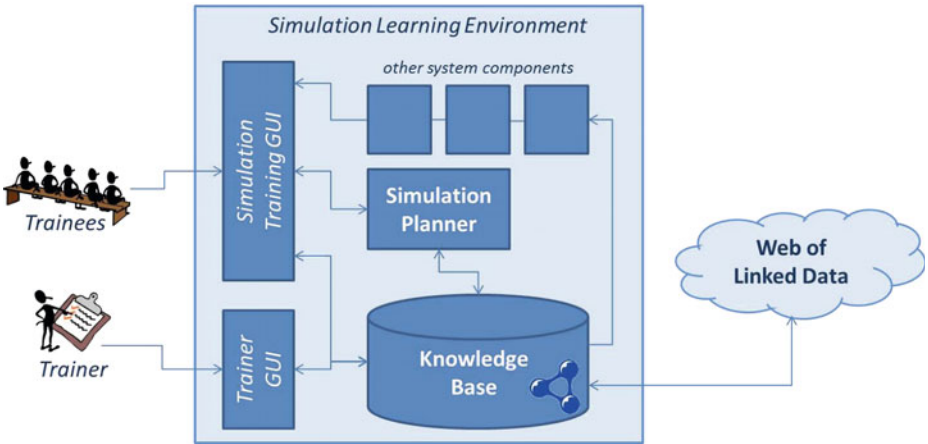 Simulation Learning Environment
other system components
Simulation
Training GUI
Simulation
Planner
Trainees
Web of
Linked Data
Trainer
GUI
Knowledge
Base
Trainer